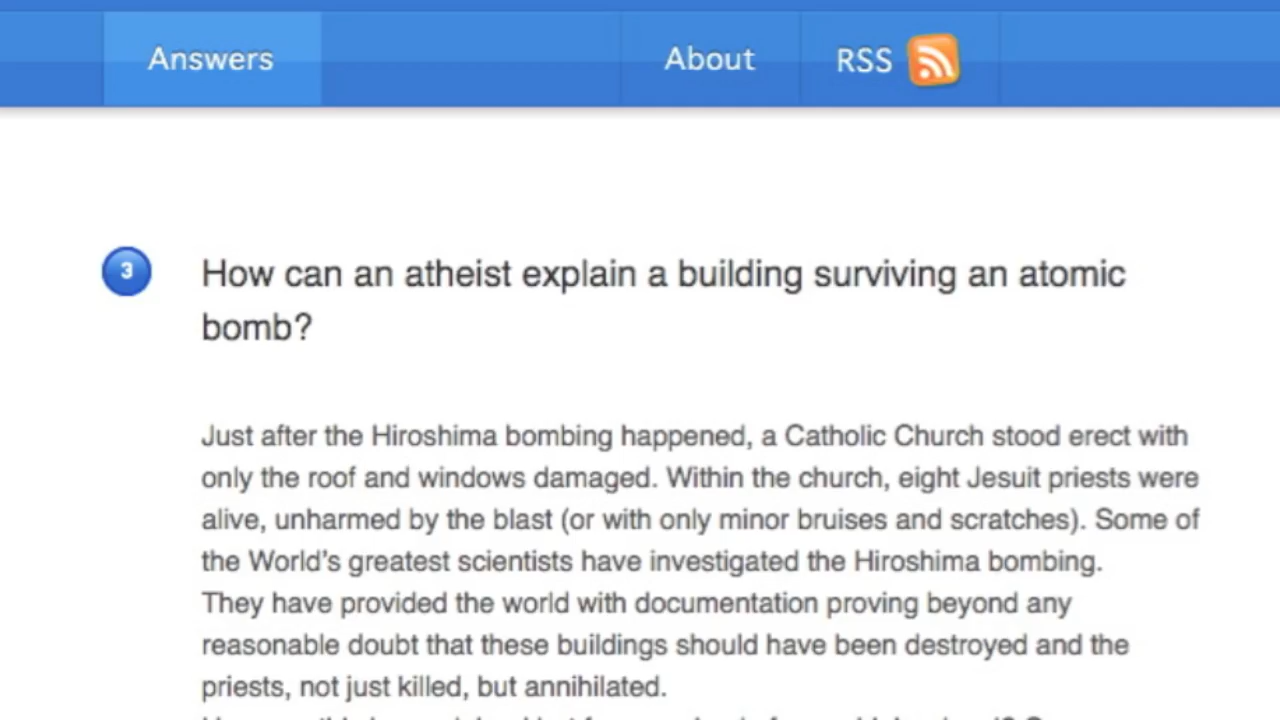 Answers
About
RSS
3
How can an atheist explain a building surviving an atomic
bomb?
Just after the Hiroshima bombing happened, a Catholic Church stood erect with
only the roof and windows damaged. Within the church, eight Jesuit priests were
alive, unharmed by the blast (or with only minor bruises and scratches). Some of
the World's greatest scientists have investigated the Hiroshima bombing.
They have provided the world with documentation proving beyond any
reasonable doubt that these buildings should have been destroyed and the
priests, not just killed, but annihilated.